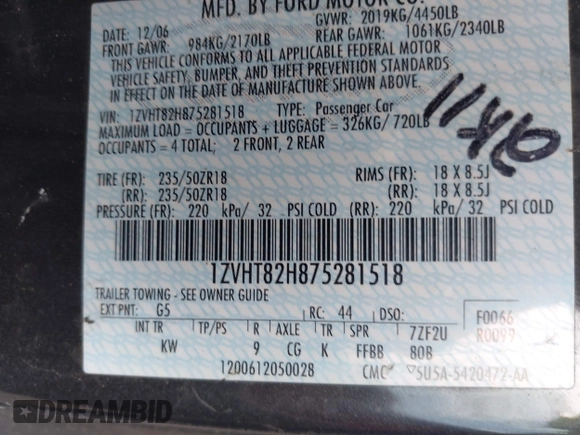 MFD. BY FORD MOTOR CO.
DATE: 12/06 GVWR: 2019KG/4450LB
FRONT GAWR: 984KG/2170LB REAR GAWR: 1061KG/2340LB
THIS VEHICLE CONFORMS TO ALL APPLICABLE FEDERAL MOTOR
VEHICLE SAFETY, BUMPER, AND THEFT PREVENTION STANDARDS
IN EFFECT ON THE DATE OF MANUFACTURE SHOWN ABOVE.
VIN: 1ZVHT82H875281518 TYPE: Passenger Car
MAXIMUM LOAD = OCCUPANTS + LUGGAGE = 326KG/720LB
OCCUPANTS = 4 TOTAL; 2 FRONT, 2 REAR
TIRE (FR): 235/50ZR18 RIMS (FR): 18 X 8.5J
(RR): 235/50ZR18 (RR): 18 X 8.5J
PRESSURE (FR): 220 kPa/ 32 PSI COLD (RR): 220 kPa/ 32 PSI COLD
1ZVHT82H875281518
TRAILER TOWING - SEE OWNER GUIDE
EXT PNT: G5 RC: 44 DSO: F0066
INT TR TP/PS R AXLE TR SPR 7ZF2U R0099
KW 9 CG K FFBB 80B
1200612050028 CMC 5U5A-5420472-AA
DREAMBID